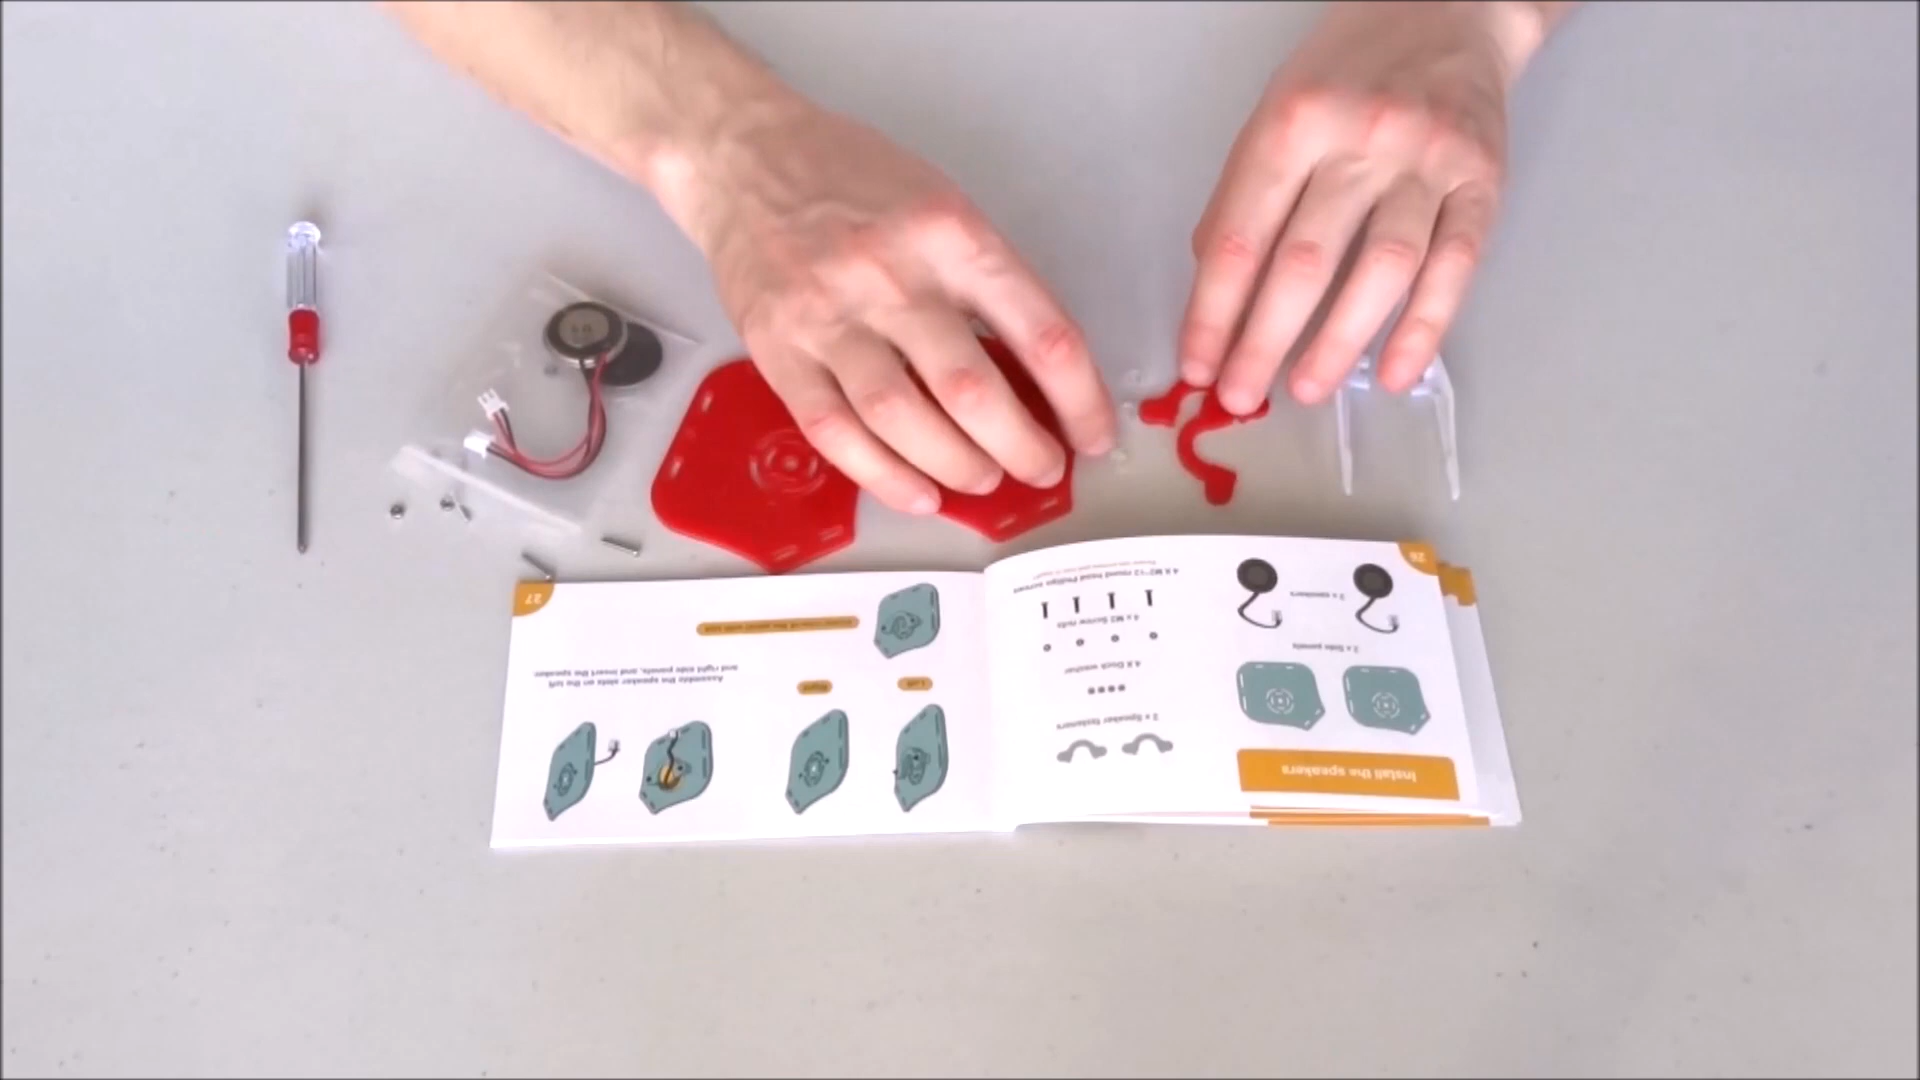 26
Install the speakers
2 x Side panels
2 x speakers
2 x Speaker fasteners
4 X Duck washer
4 x M2 Screw nuts
4 X M2*12 round head Phillips screws
27
Assemble the speaker slots on the left
and right side panels, and insert the speaker.
Left
Right